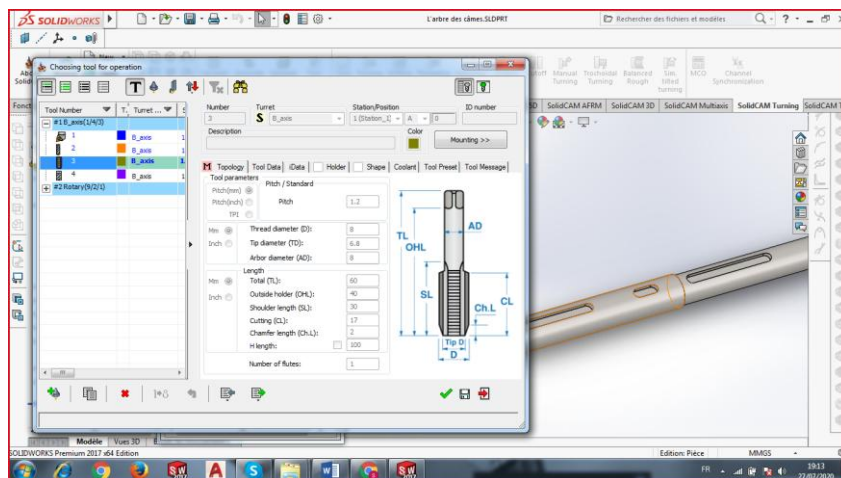 SOLIDWORKS
L'arbre des câmes.SLDPRT
Rechercher des fichiers et modèles
Choosing tool for operation
Manual Turning
Trochoidal Turning
Balanced Rough
Sim. tilted turning
MCO
Channel Synchronization
SolidCAM AFRM
SolidCAM 3D
SolidCAM Multiaxis
SolidCAM Turning
Tool Number
Turret ...
Number
Turret
Station/Position
ID number
3
S
B_axis
1 (Station_1)
A
0
Description
Color
Mounting >>
#1 B_axis(1/4/3)
1 B_axis
2 B_axis
3 B_axis
4 B_axis
#2 Rotary(9/2/1)
M Topology
Tool Data
iData
Holder
Shape
Coolant
Tool Preset
Tool Message
Tool parameters
Pitch / Standard
Pitch(mm)
Pitch(inch)
TPI
Pitch 1.2
Mm
Inch
Thread diameter (D): 8
Tip diameter (TD): 6.8
Arbor diameter (AD): 8
Length
Mm
Inch
Total (TL): 60
Outside holder (OHL): 40
Shoulder length (SL): 30
Cutting (CL): 17
Chamfer length (Ch.L): 2
H length: 100
Number of flutes: 1
AD
TL
OHL
SL
CL
Ch.L
Tip D
D
Modèle
Vues 3D
SOLIDWORKS Premium 2017 x64 Edition
Edition: Pièce
MMGS
FR
19:13
22/02/2020